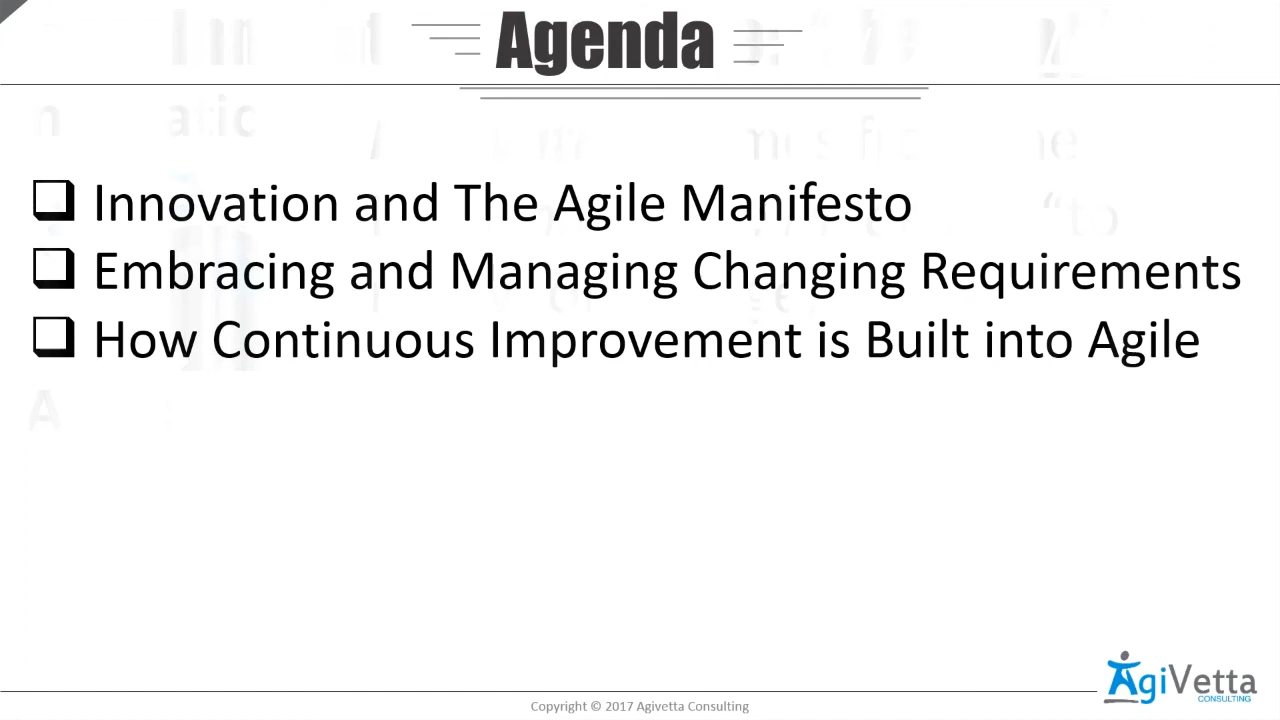 Agenda
Innovation and The Agile Manifesto
Embracing and Managing Changing Requirements
How Continuous Improvement is Built into Agile
AgiVetta
CONSULTING
Copyright © 2017 Agivetta Consulting